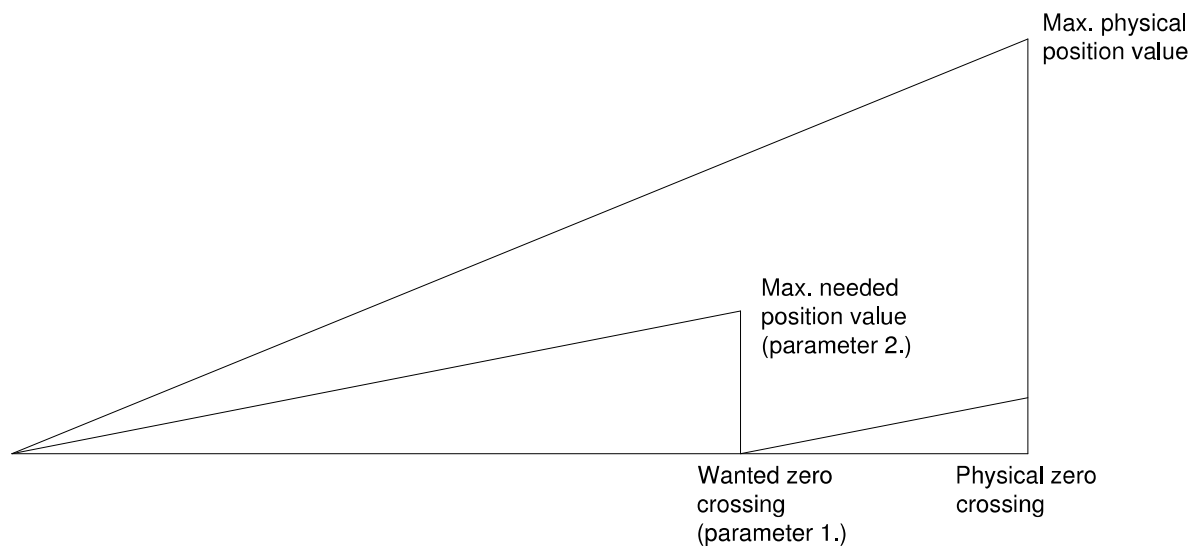 Max. physical
position value
Max. needed
position value
(parameter 2.)
Wanted zero
crossing
(parameter 1.)
Physical zero
crossing